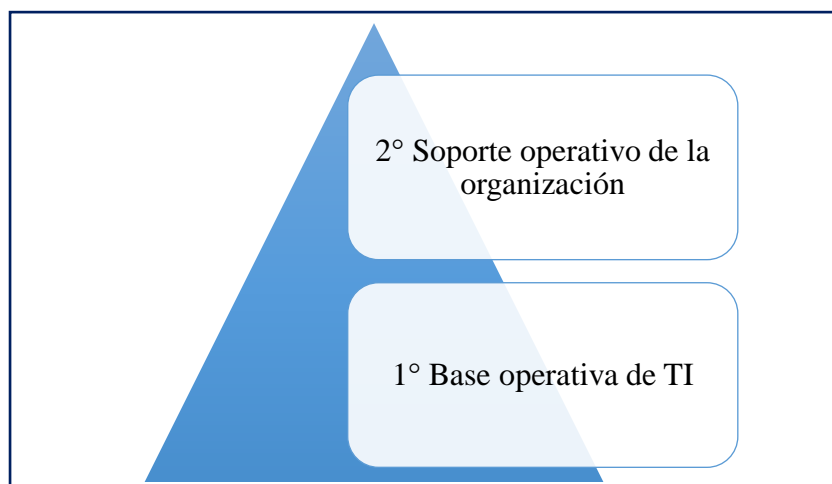 2° Soporte operativo de la
organización
1° Base operativa de TI